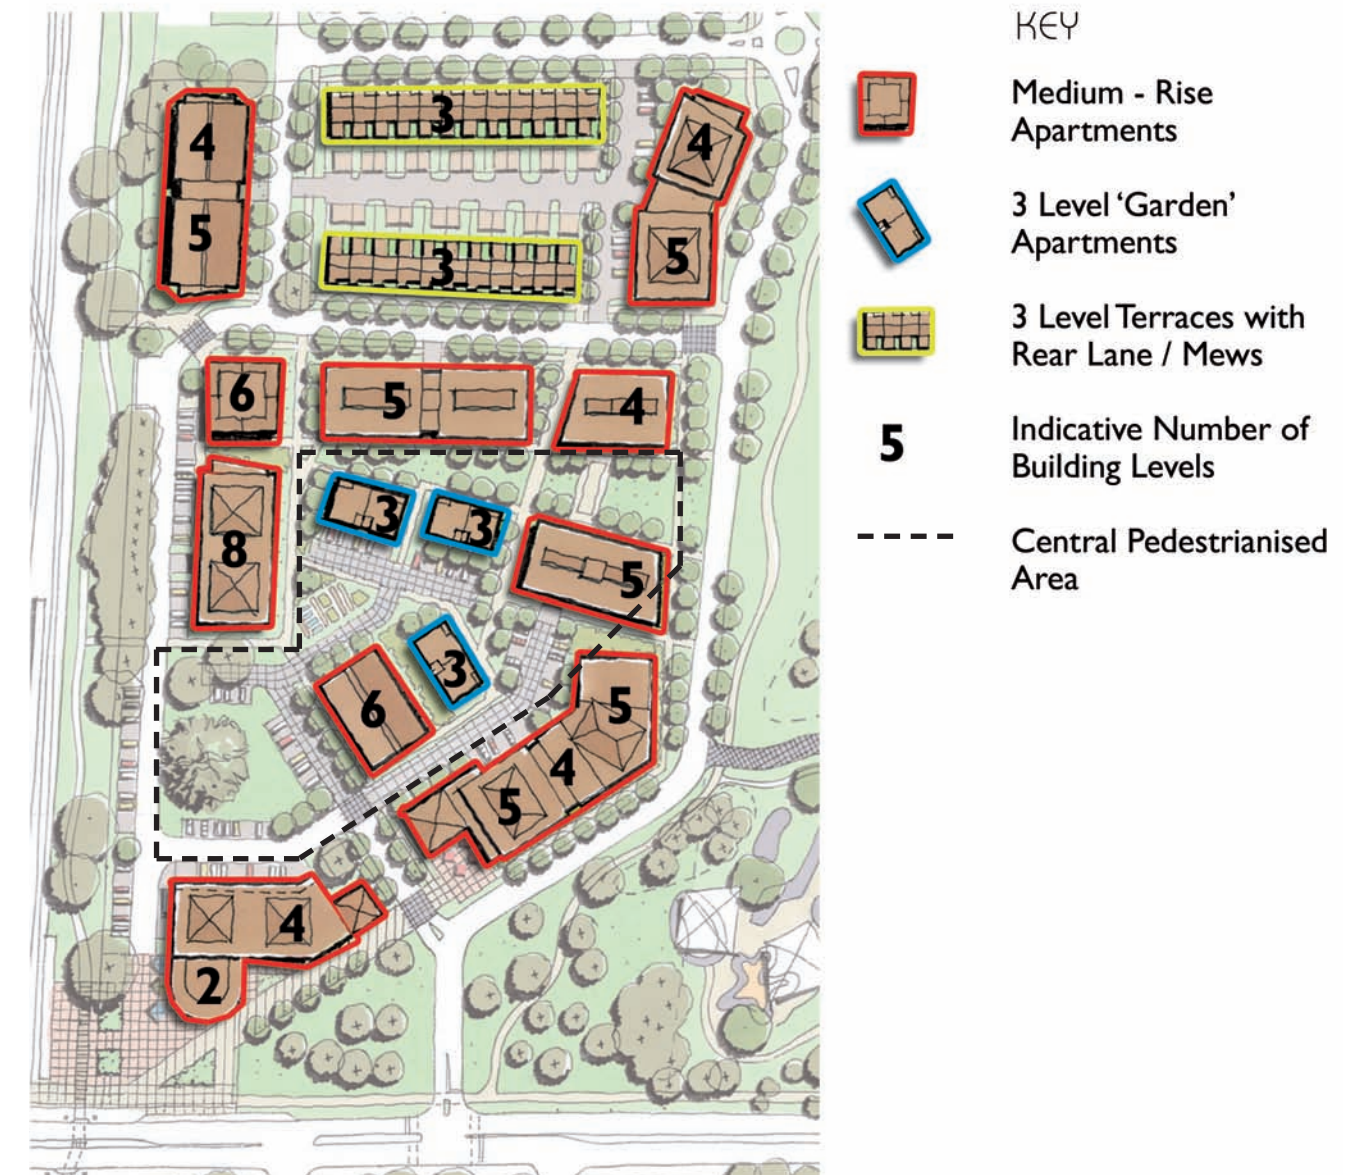 KEY
Medium - Rise
Apartments
3 Level ‘Garden’
Apartments
3 Level Terraces with
Rear Lane / Mews
5
Indicative Number of
Building Levels
Central Pedestrianised
Area
3
4
4
5
3
5
6
5
4
3
3
8
5
3
6
5
4
5
4
2